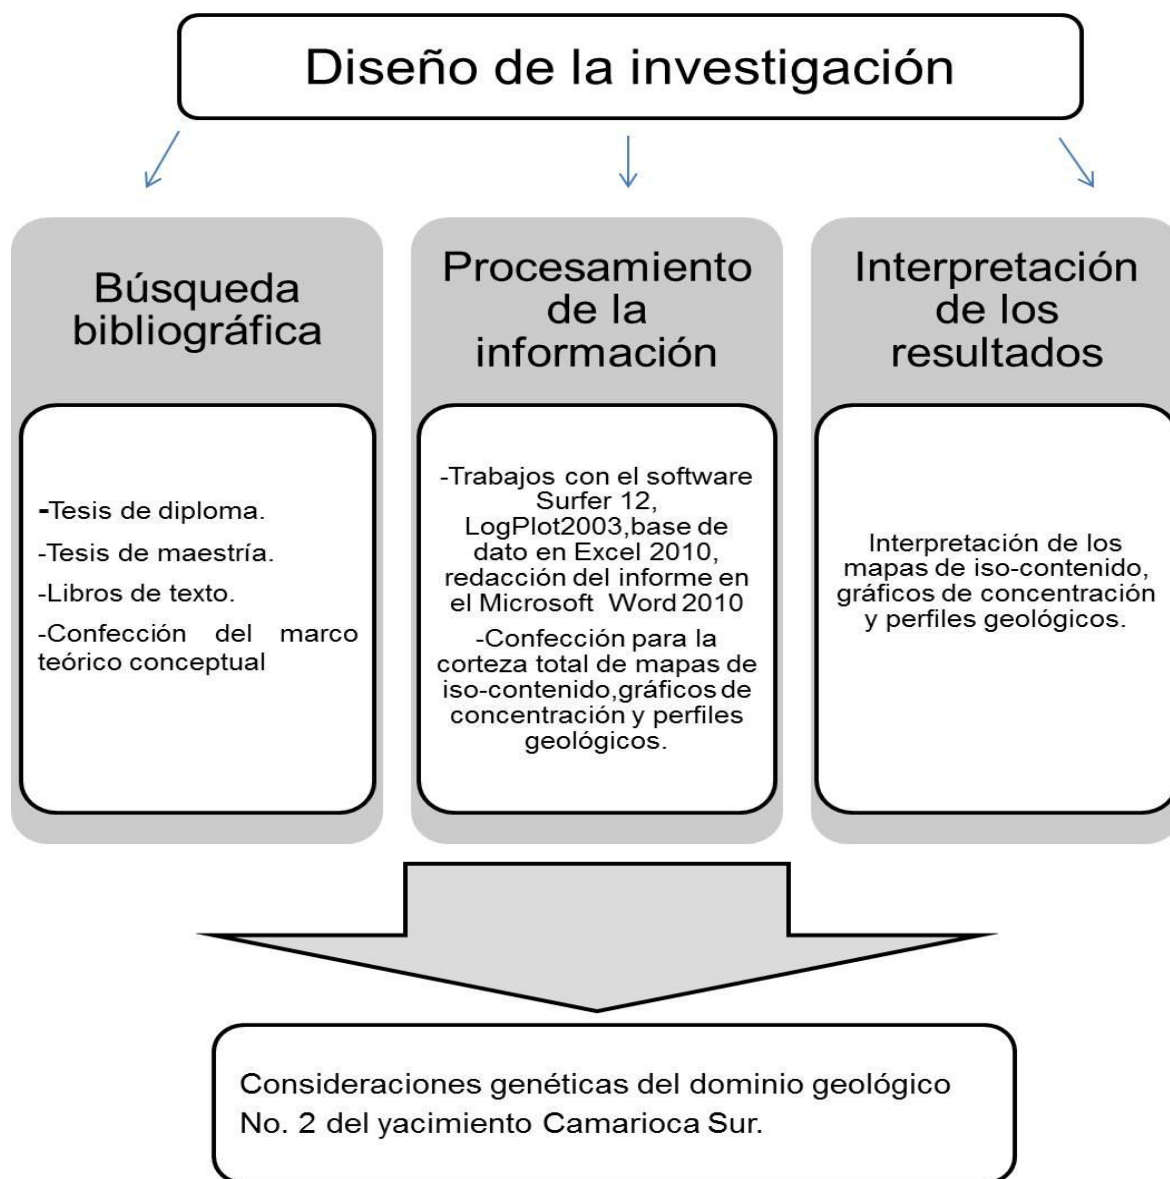 Diseño de la investigación
Búsqueda
bibliográfica
-Tesis de diploma.
-Tesis de maestría.
-Libros de texto.
-Confección del marco
teórico conceptual
Procesamiento
de la
información
-Trabajos con el software
Surfer 12,
LogPlot2003,base de
dato en Excel 2010,
redacción del informe en
el Microsoft Word 2010
-Confección para la
corteza total de mapas de
iso-contenido,gráficos de
concentración y perfiles
geológicos.
Interpretación
de los
resultados
Interpretación de los
mapas de iso-contenido,
gráficos de concentración
y perfiles geológicos.
Consideraciones genéticas del dominio geológico
No. 2 del yacimiento Camarioca Sur.